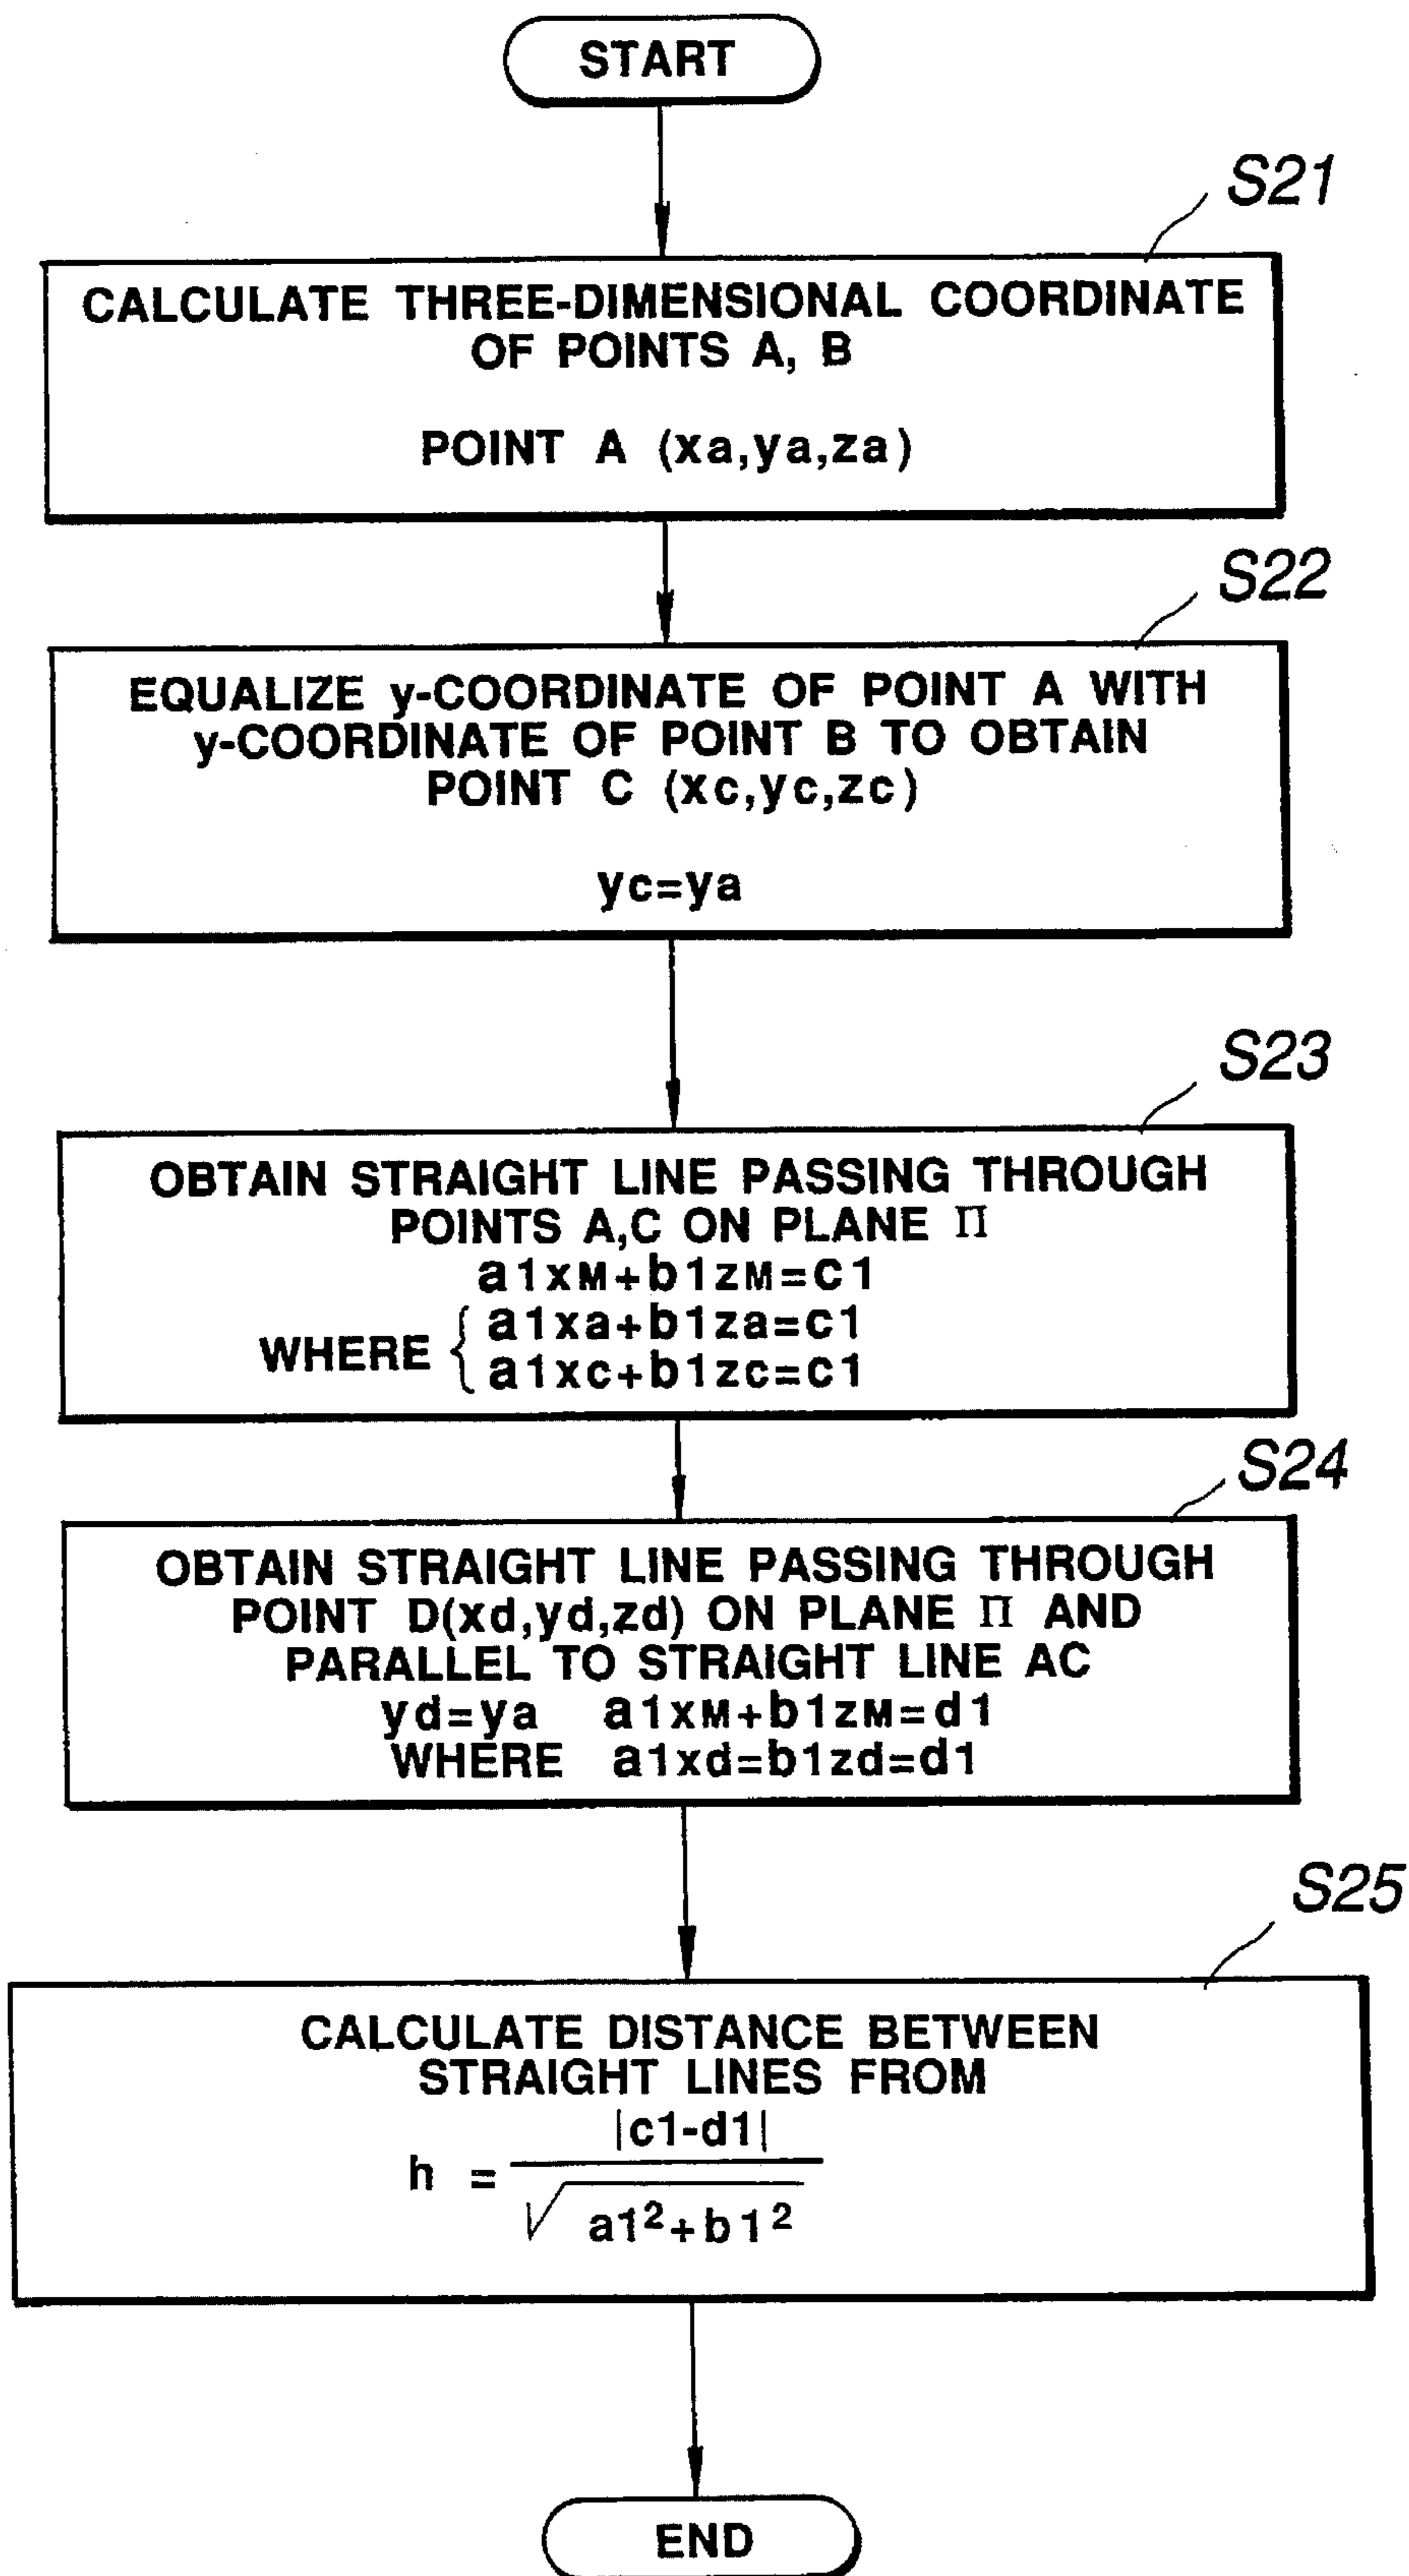 START
S21
CALCULATE THREE-DIMENSIONAL COORDINATE
OF POINTS A, B
POINT A (xa,ya,za)
S22
EQUALIZE y-COORDINATE OF POINT A WITH
y-COORDINATE OF POINT B TO OBTAIN
POINT C (xc,yc,zc)
yc=ya
S23
OBTAIN STRAIGHT LINE PASSING THROUGH
POINTS A,C ON PLANE Π
a1xM+b1zM=c1
WHERE { a1xa+b1za=c1
a1xc+b1zc=c1
S24
OBTAIN STRAIGHT LINE PASSING THROUGH
POINT D(xd,yd,zd) ON PLANE Π AND
PARALLEL TO STRAIGHT LINE AC
yd=ya a1xM+b1zM=d1
WHERE a1xd=b1zd=d1
S25
CALCULATE DISTANCE BETWEEN
STRAIGHT LINES FROM
|c1-d1|
h =
√a1²+b1²
END